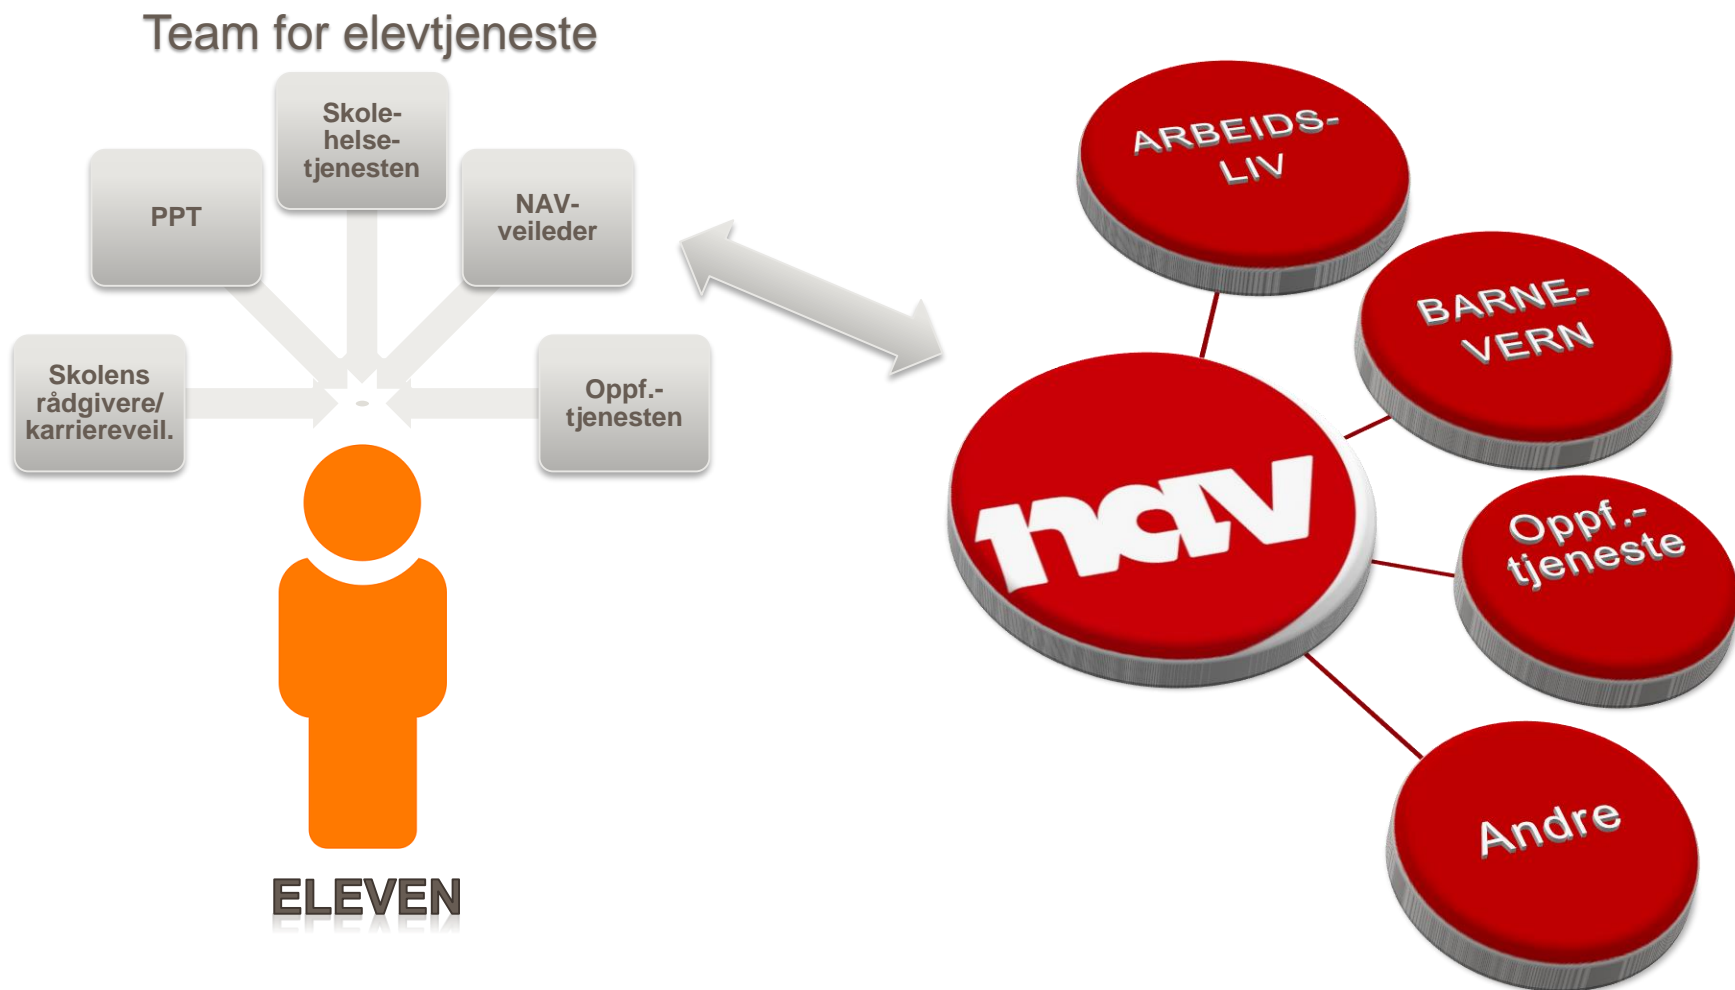 Team for elevtjeneste
Skole-
helse-
tjenesten
PPT
NAV-
veileder
Skolens
rådgivere/
karriereveil.
Oppf.-
tjenesten
ELEVEN
ARBEIDS-
LIV
BARNE-
VERN
nav
Oppf.-
tjeneste
Andre